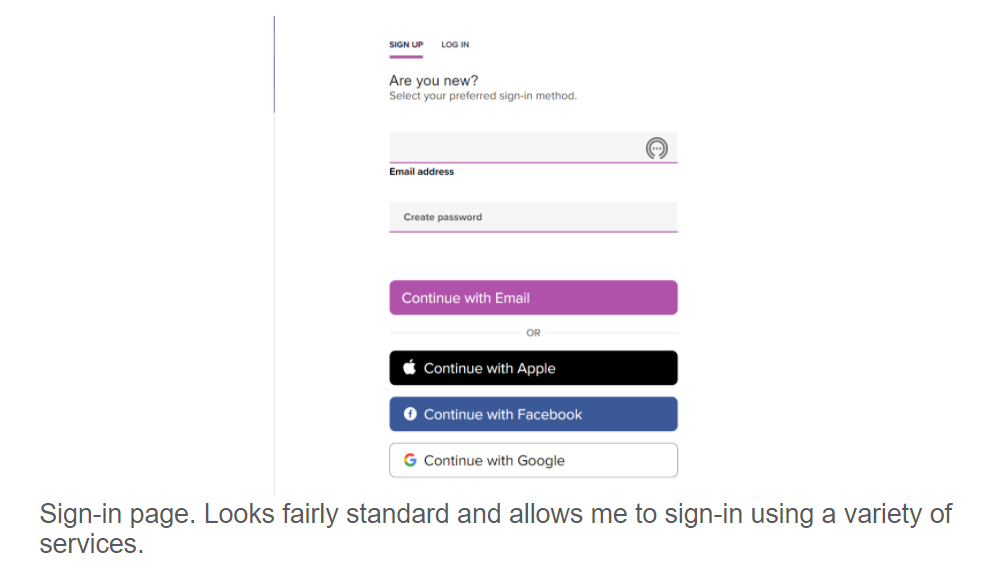 SIGN UP LOG IN
Are you new?
Select your preferred sign-in method.
Email address
Create password
Continue with Email
OR
Continue with Apple
Continue with Facebook
Continue with Google
Sign-in page. Looks fairly standard and allows me to sign-in using a variety of
services.